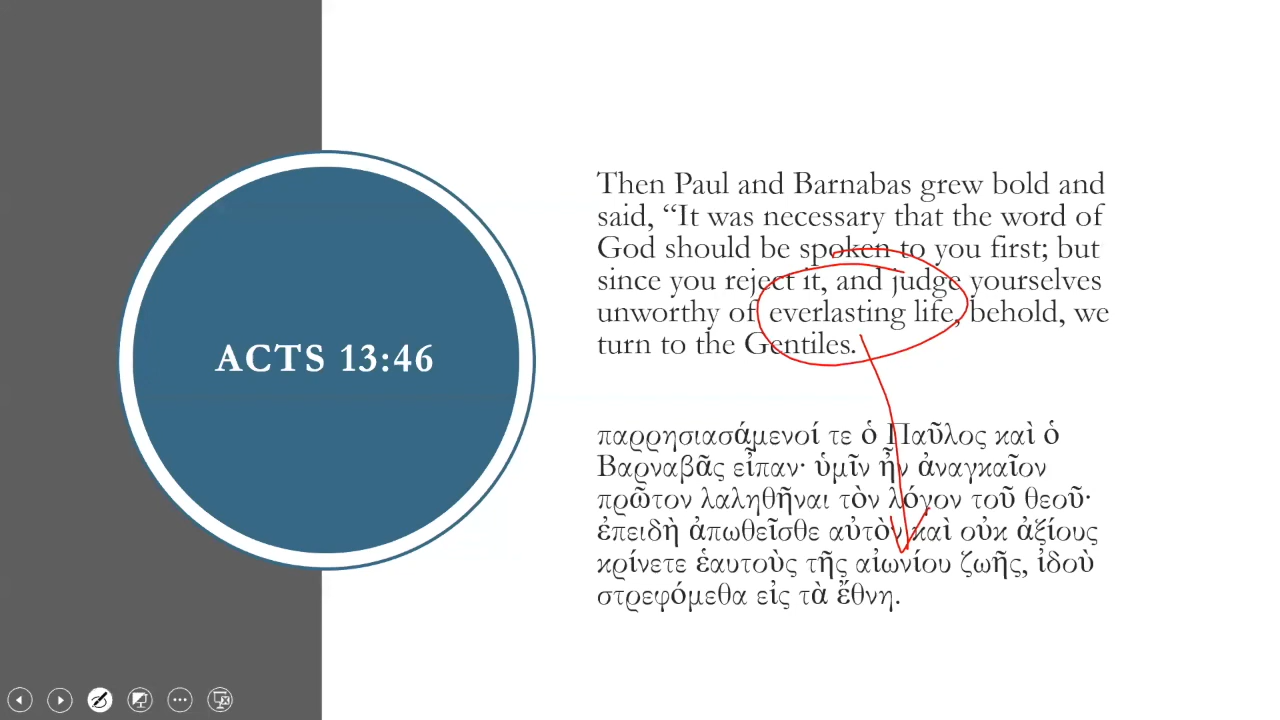 ACTS 13:46
Then Paul and Barnabas grew bold and
said, “It was necessary that the word of
God should be spoken to you first; but
since you reject it, and judge yourselves
unworthy of everlasting life, behold, we
turn to the Gentiles.
παρρησιασάμενοί τε ὁ Παῦλος καὶ ὁ
Βαρναβᾶς εἶπαν· ὑμῖν ἦν ἀναγκαῖον
πρῶτον λαληθῆναι τὸν λόγον τοῦ θεοῦ·
ἐπειδὴ ἀπωθεῖσθε αὐτὸν καὶ οὐκ ἀξίους
κρίνετε ἑαυτοὺς τῆς αἰωνίου ζωῆς, ἰδοὺ
στρεφόμεθα εἰς τὰ ἔθνη.